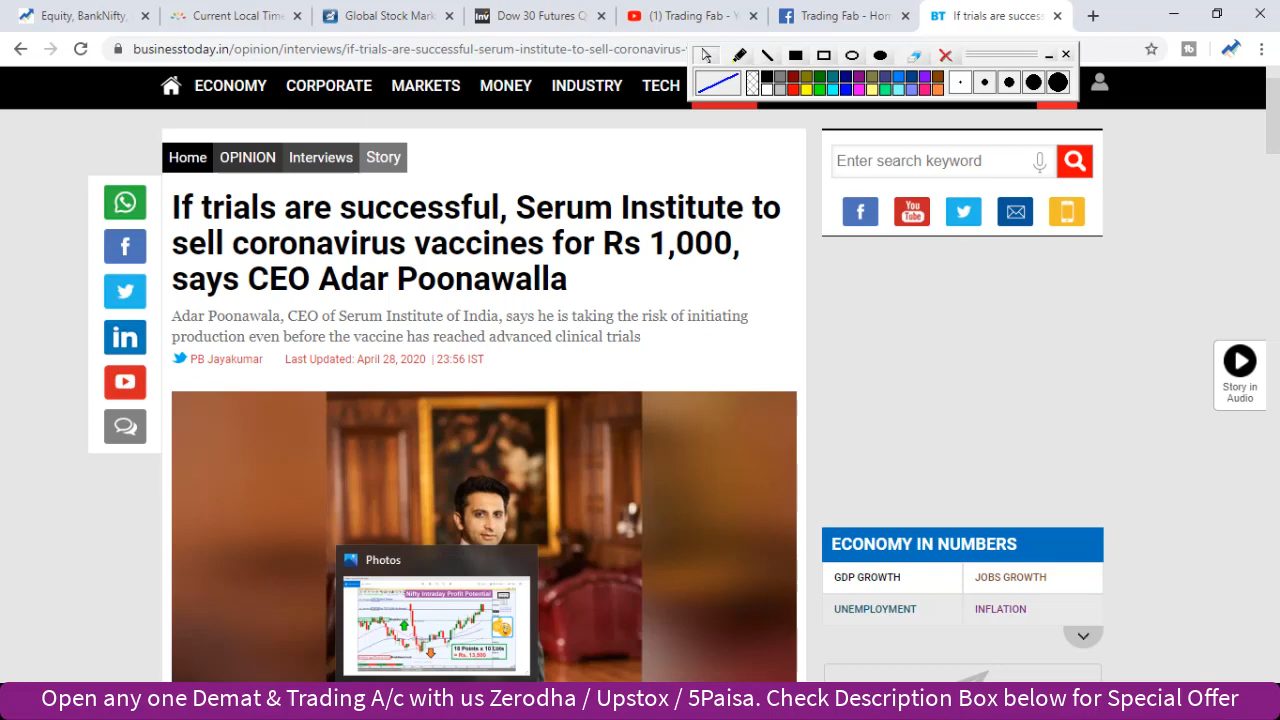 Equity, BankNifty,
Current Local Time
Global Stock Mark
Inv
Dow 30 Futures Q
(1) Trading Fab - Y
Trading Fab - Hom
BT
If trials are success
businesstoday.in/opinion/interviews/if-trials-are-successful-serum-institute-to-sell-coronavirus-
ECONOMY
CORPORATE
MARKETS
MONEY
INDUSTRY
TECH
Home
OPINION
Interviews
Story
Enter search keyword
If trials are successful, Serum Institute to
sell coronavirus vaccines for Rs 1,000,
says CEO Adar Poonawalla
You
Tube
Adar Poonawala, CEO of Serum Institute of India, says he is taking the risk of initiating
production even before the vaccine has reached advanced clinical trials
PB Jayakumar
Last Updated: April 28, 2020 | 23:56 IST
Story in
Audio
ECONOMY IN NUMBERS
GDP GROWTH
JOBS GROWTH
UNEMPLOYMENT
INFLATION
Photos
Nifty Intraday Profit Potential
Open any one Demat & Trading A/c with us Zerodha / Upstox / 5Paisa. Check Description Box below for Special Offer